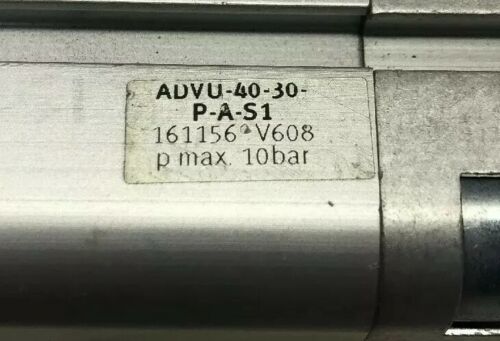 ADVU-40-30-
P-A-S1
161156 V608
p max. 10bar